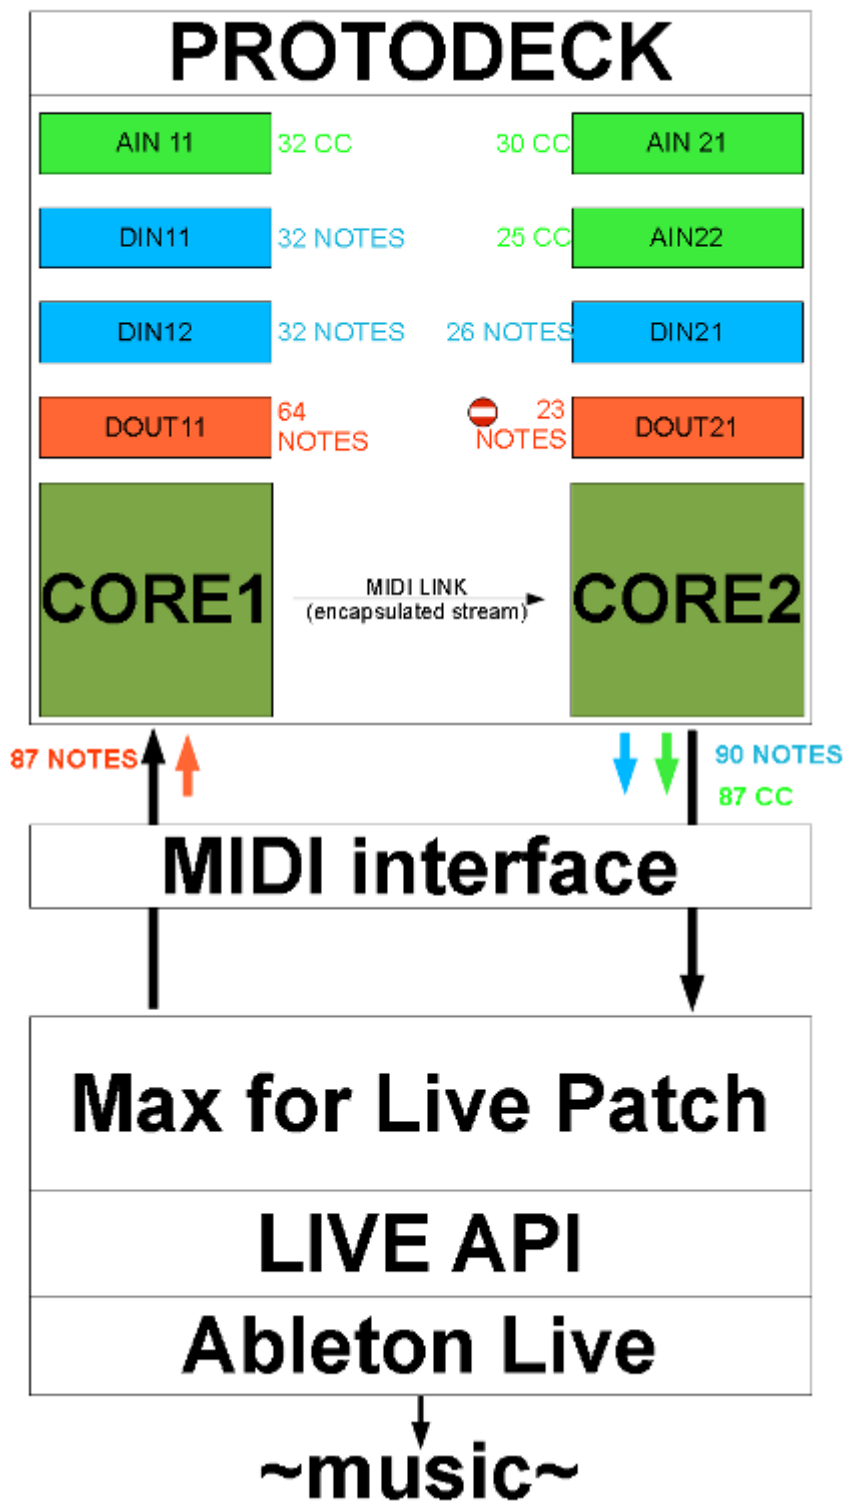 PROTODECK
AIN 11
32 CC
30 CC
AIN 21
DIN11
32 NOTES
25 CC
AIN22
DIN12
32 NOTES
26 NOTES
DIN21
DOUT11
64
NOTES
23
NOTES
DOUT21
CORE1
MIDI LINK
(encapsulated stream)
CORE2
87 NOTES
90 NOTES
87 CC
MIDI interface
Max for Live Patch
LIVE API
Ableton Live
~music~